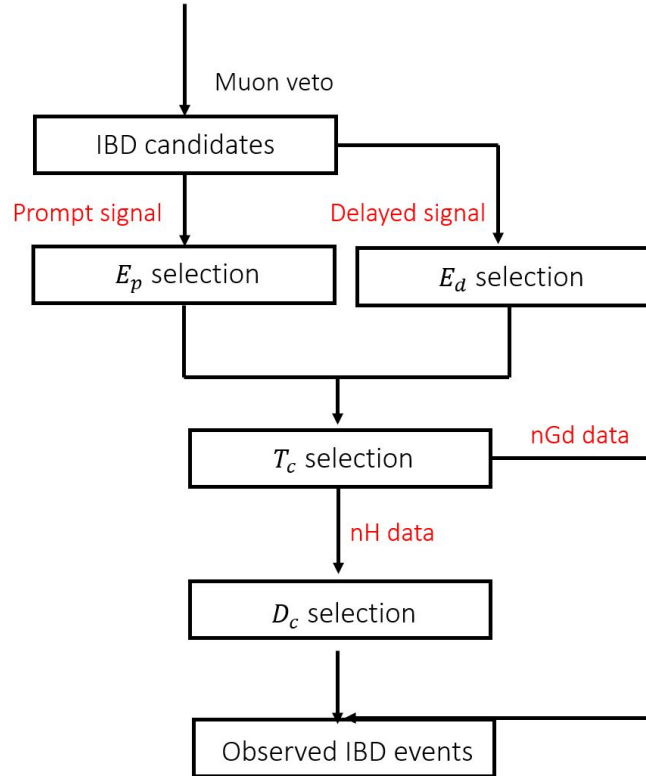 Muon veto
IBD candidates
Prompt signal
Delayed signal
E_p selection
E_d selection
T_c selection
nGd data
nH data
D_c selection
Observed IBD events